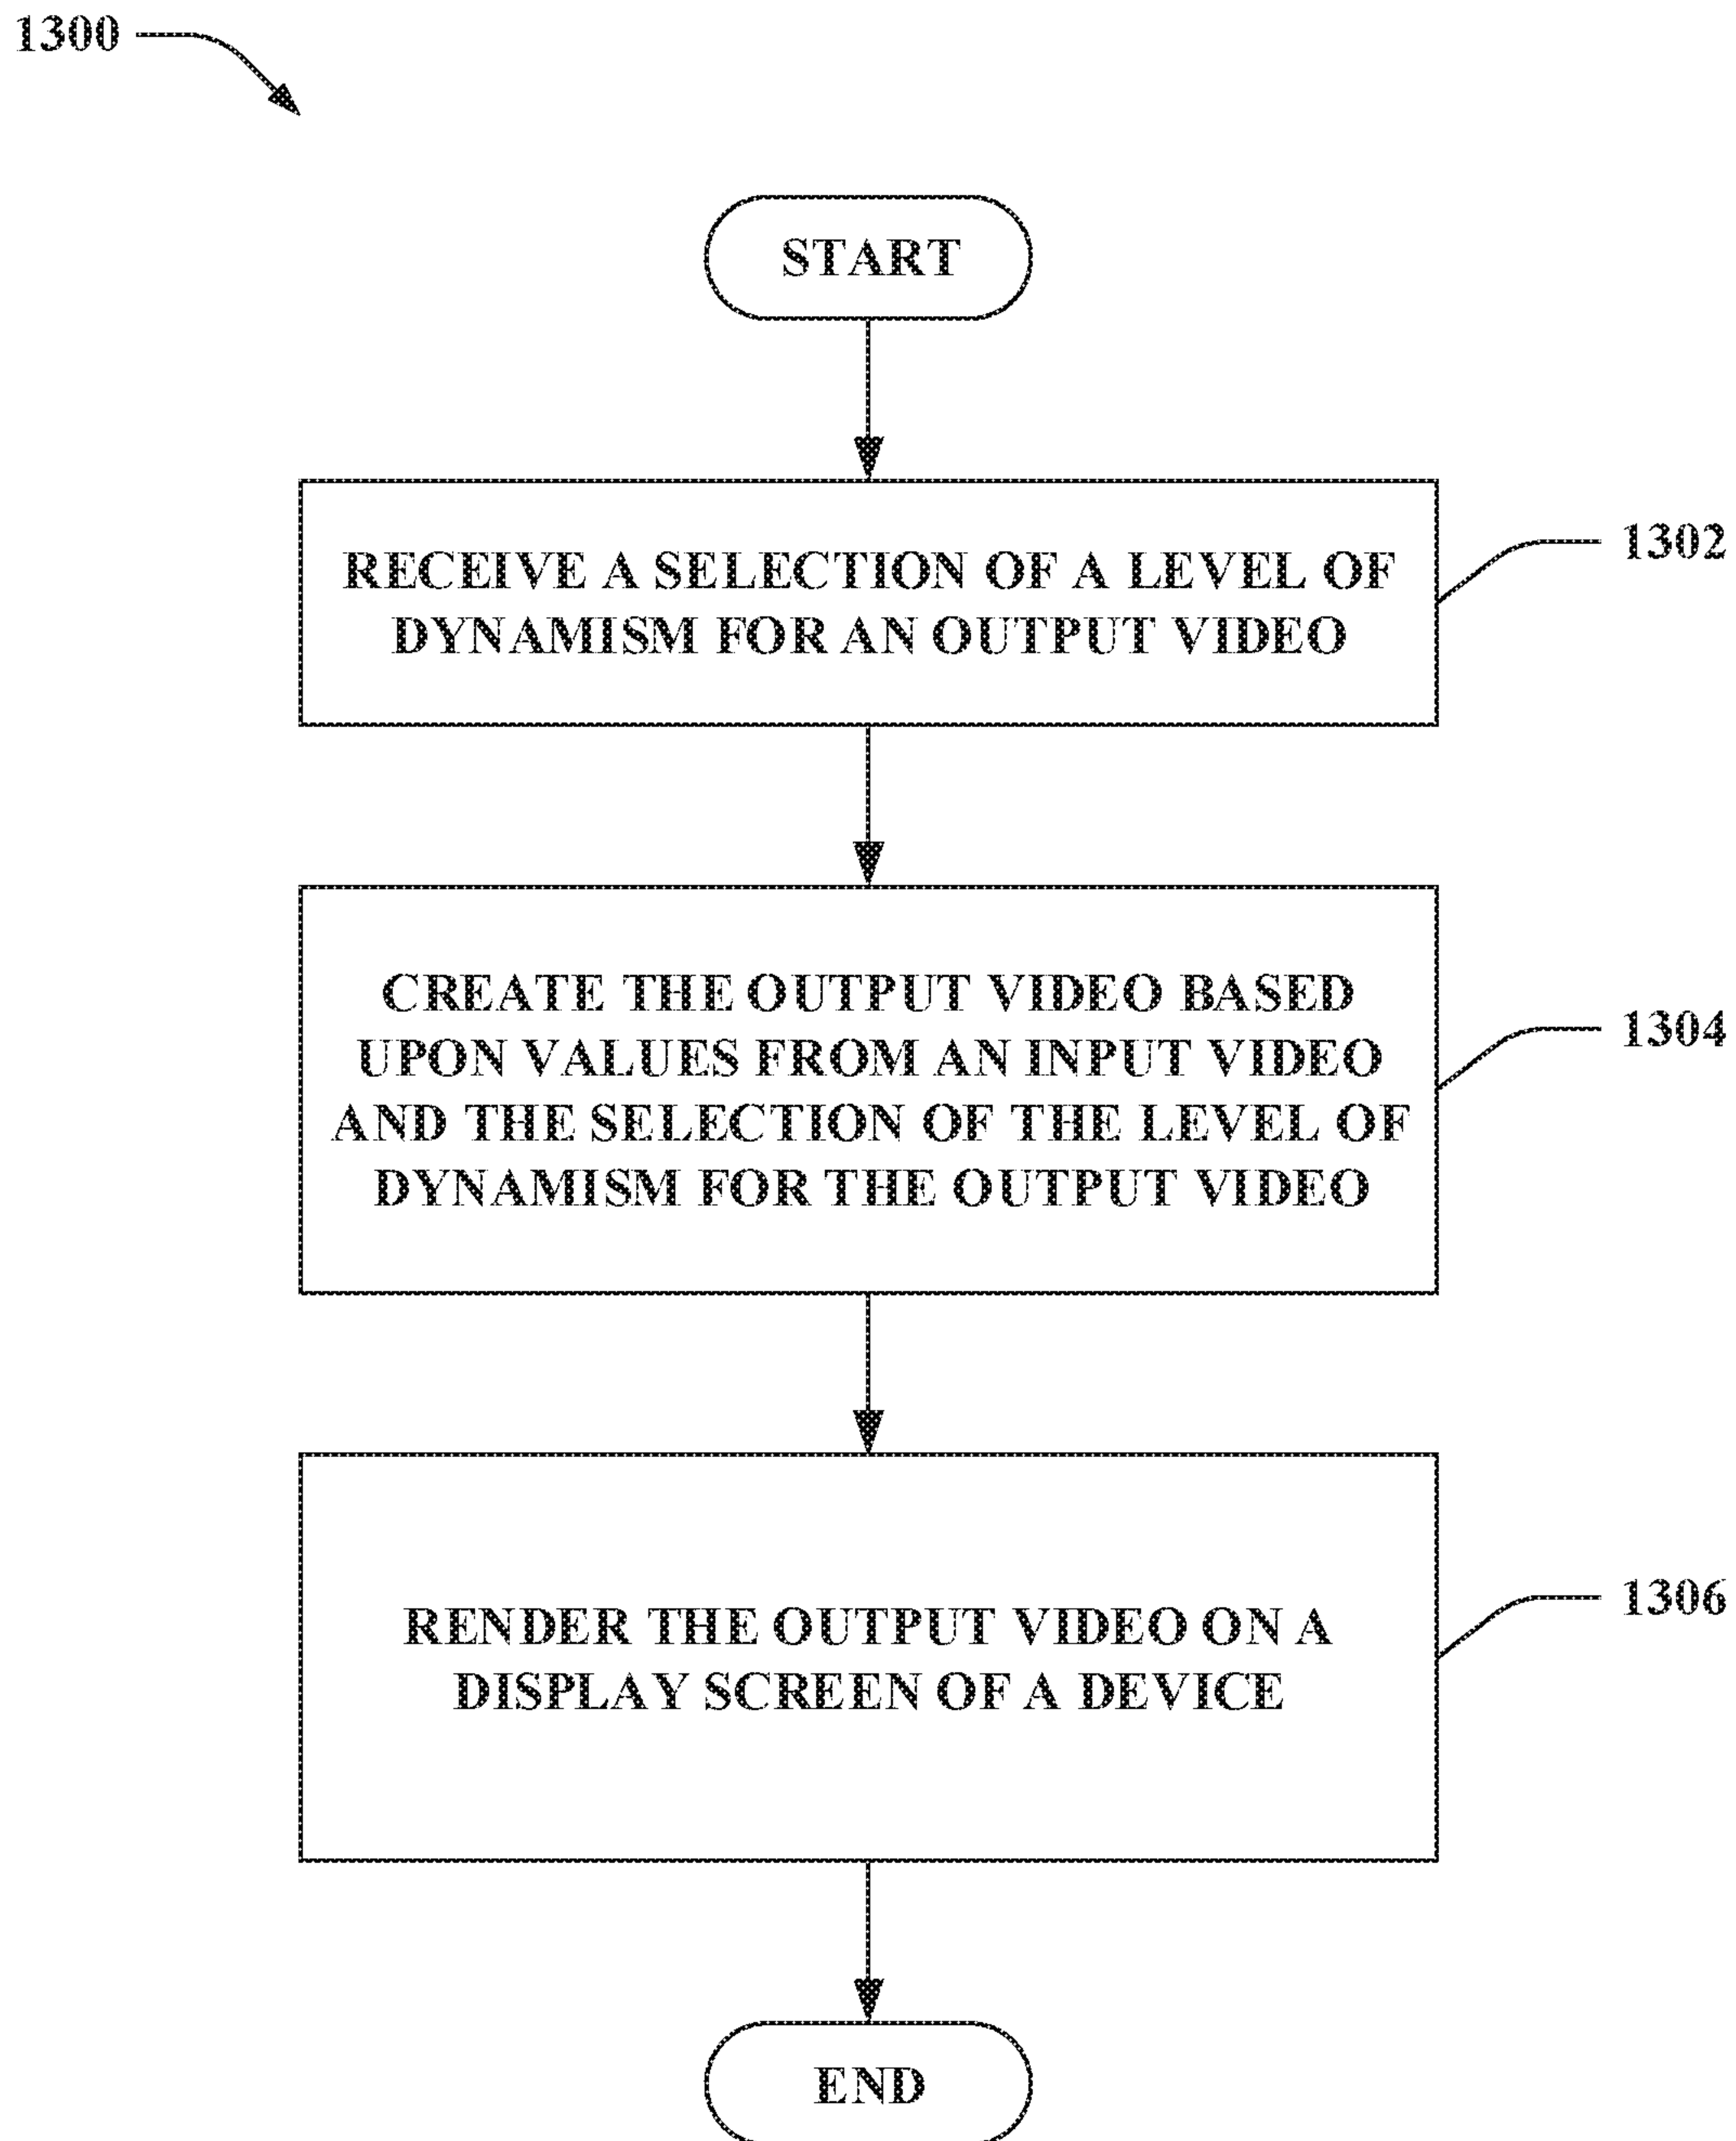 1300
START
RECEIVE A SELECTION OF A LEVEL OF
DYNAMISM FOR AN OUTPUT VIDEO
1302
CREATE THE OUTPUT VIDEO BASED
UPON VALUES FROM AN INPUT VIDEO
AND THE SELECTION OF THE LEVEL OF
DYNAMISM FOR THE OUTPUT VIDEO
1304
RENDER THE OUTPUT VIDEO ON A
DISPLAY SCREEN OF A DEVICE
1306
END